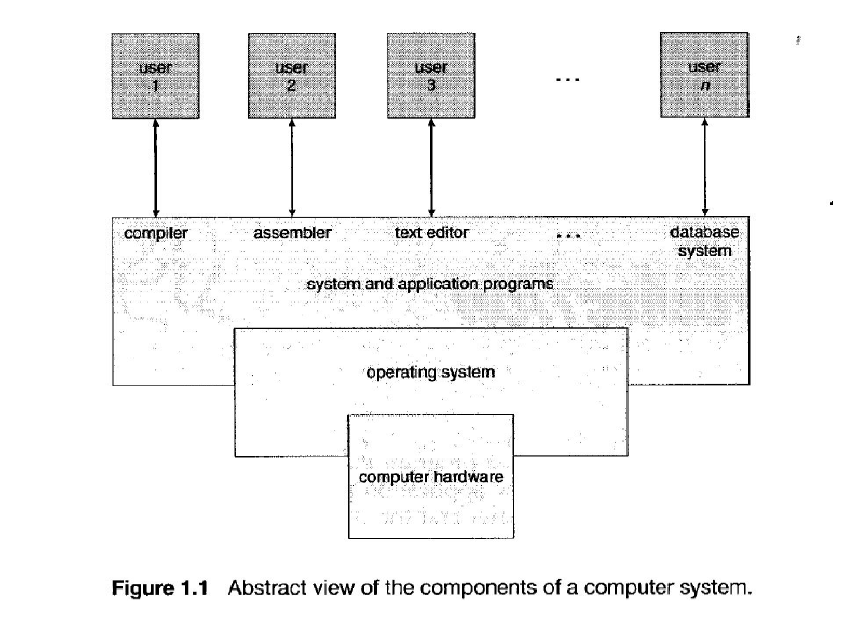 user user user user
1 2 3 ... n
compiler assembler text editor ... database
system
system and application programs
operating system
computer hardware
Figure 1.1 Abstract view of the components of a computer system.